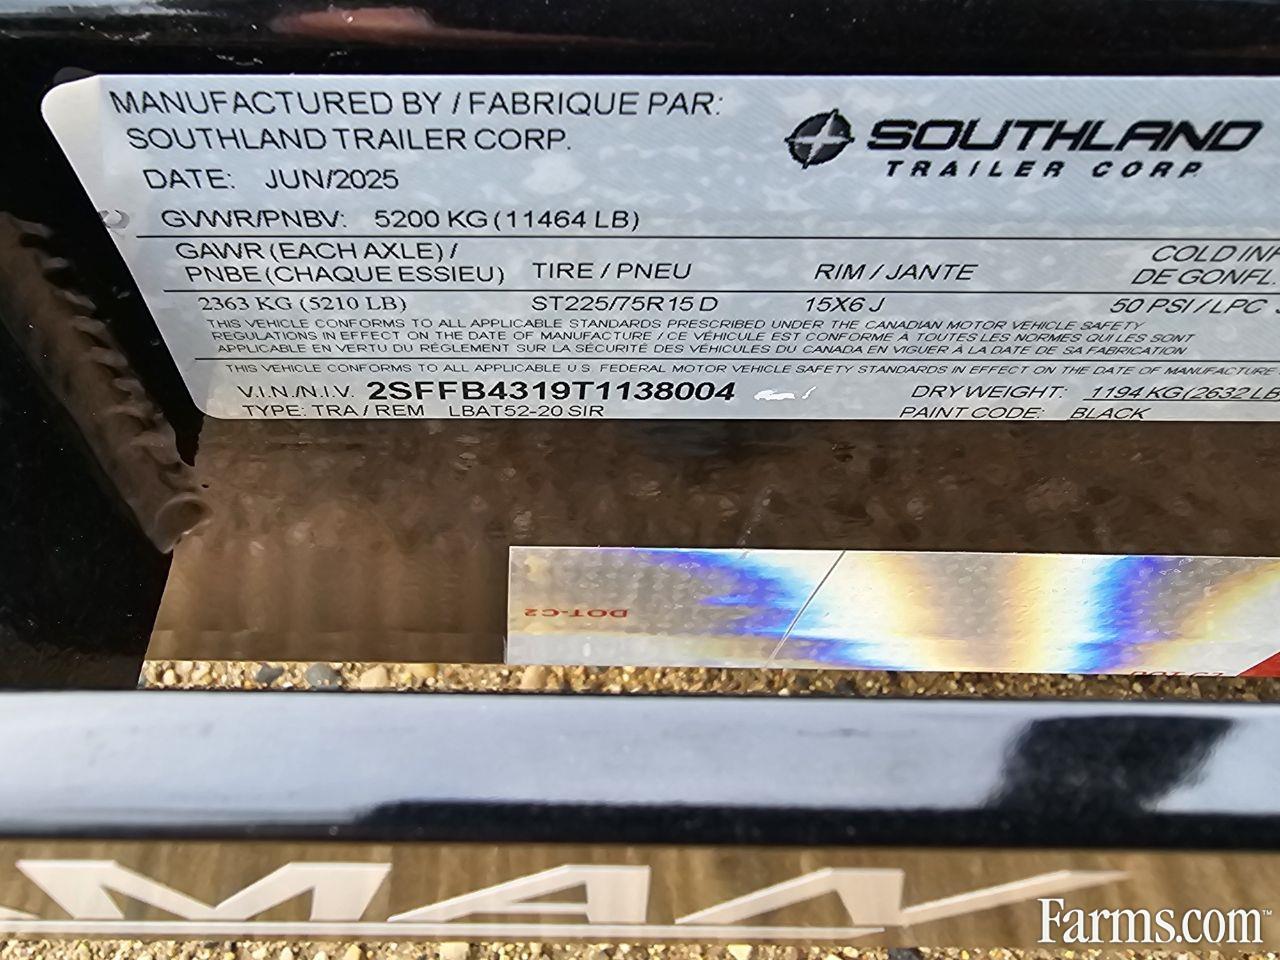 MANUFACTURED BY / FABRIQUE PAR:
SOUTHLAND TRAILER CORP.
SOUTHLAND
TRAILER CORP
DATE: JUN/2025
GVWR/PNBV: 5200 KG (11464 LB)
GAWR (EACH AXLE) /
PNBE (CHAQUE ESSIEU)
TIRE / PNEU
RIM / JANTE
COLD INF
DE GONFL.
2363 KG (5210 LB) ST225/75R15 D 15X6 J 50 PSI / LPC
THIS VEHICLE CONFORMS TO ALL APPLICABLE STANDARDS PRESCRIBED UNDER THE CANADIAN MOTOR VEHICLE SAFETY
REGULATIONS IN EFFECT ON THE DATE OF MANUFACTURE / CE VÉHICULE EST CONFORME À TOUTES LES NORMES QUI LES SONT
APPLICABLE EN VERTU DU RÉGLEMENT SUR LA SÉCURITÉ DES VÉHICULES DU CANADA EN VIGUER À LA DATE DE SA FABRICATION
THIS VEHICLE CONFORMS TO ALL APPLICABLE U.S. FEDERAL MOTOR VEHICLE SAFETY STANDARDS IN EFFECT ON THE DATE OF MANUFACTURE
V.I.N./N.I.V. 2SFFB4319T1138004 DRY WEIGHT: 1194 KG (2632 LB
TYPE: TRA / REM LBAT52-20 SIR PAINT CODE: BLACK
DOT-C2
DOT-C2
Farms.com™